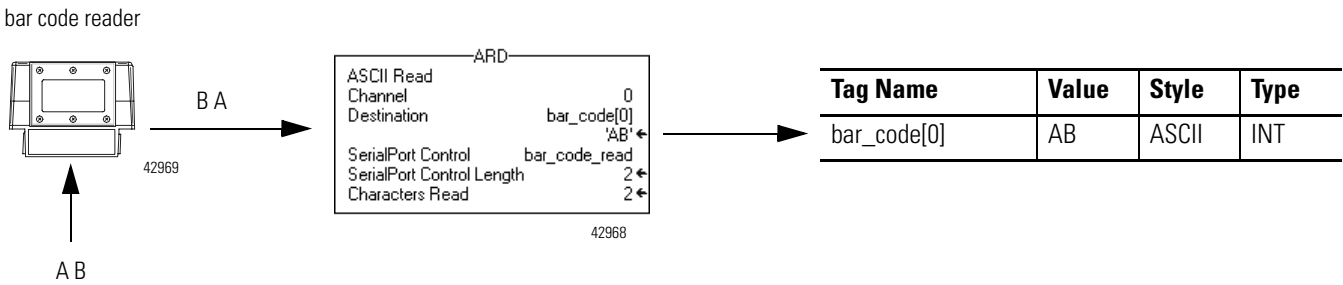 bar code reader
B A
42969
A B
ARD
ASCII Read
Channel 0
Destination bar_code[0]
'AB'
SerialPort Control bar_code_read
SerialPort Control Length 2
Characters Read 2
42968
Tag Name Value Style Type
bar_code[0] AB ASCII INT